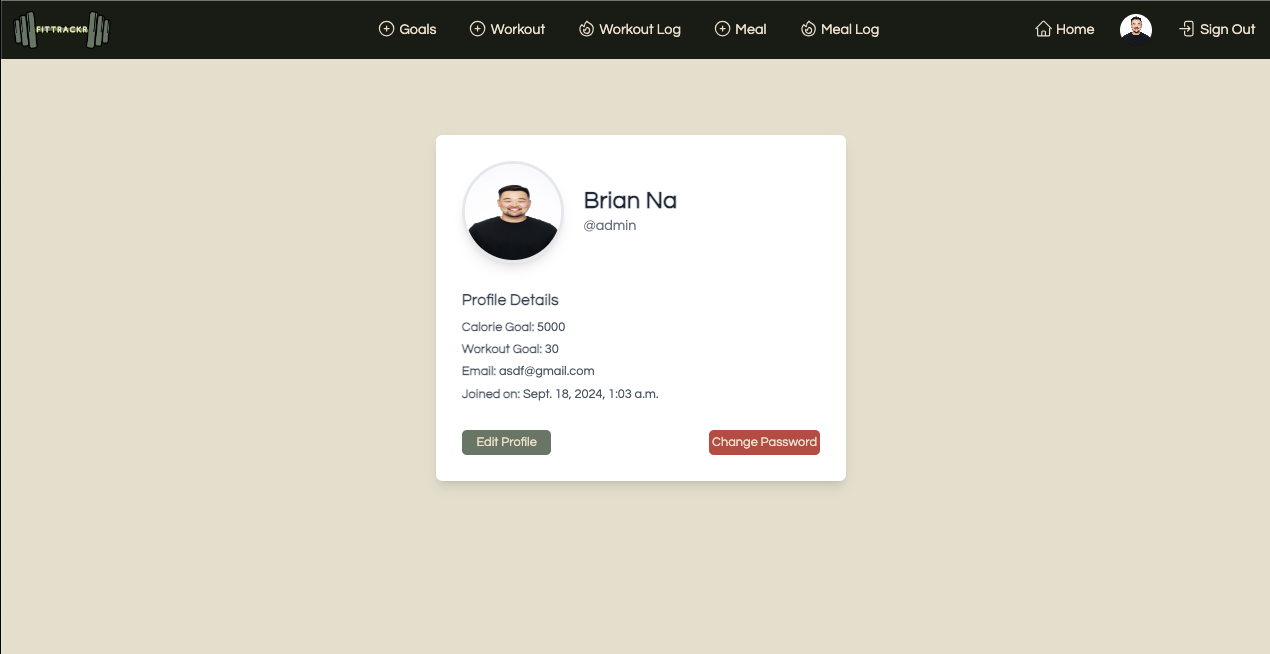 FITTRACKR
Goals Workout Workout Log Meal Meal Log Home Sign Out
Brian Na
@admin
Profile Details
Calorie Goal: 5000
Workout Goal: 30
Email: asdf@gmail.com
Joined on: Sept. 18, 2024, 1:03 a.m.
Edit Profile Change Password